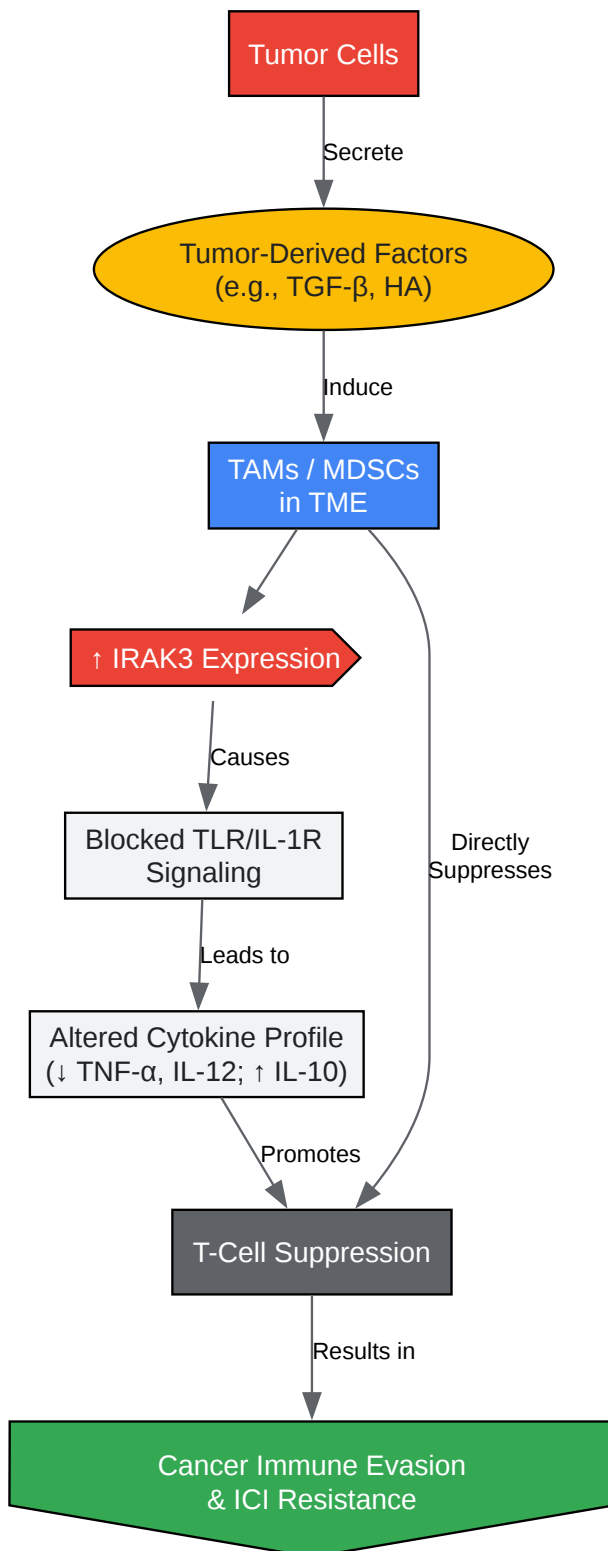 Tumor Cells
Secrete
Tumor-Derived Factors
(e.g., TGF-β, HA)
Induce
TAMs / MDSCs
in TME
↑ IRAK3 Expression
Causes
Blocked TLR/IL-1R
Signaling
Directly
Suppresses
Leads to
Altered Cytokine Profile
(↓ TNF-α, IL-12; ↑ IL-10)
Promotes
T-Cell Suppression
Results in
Cancer Immune Evasion
& ICI Resistance